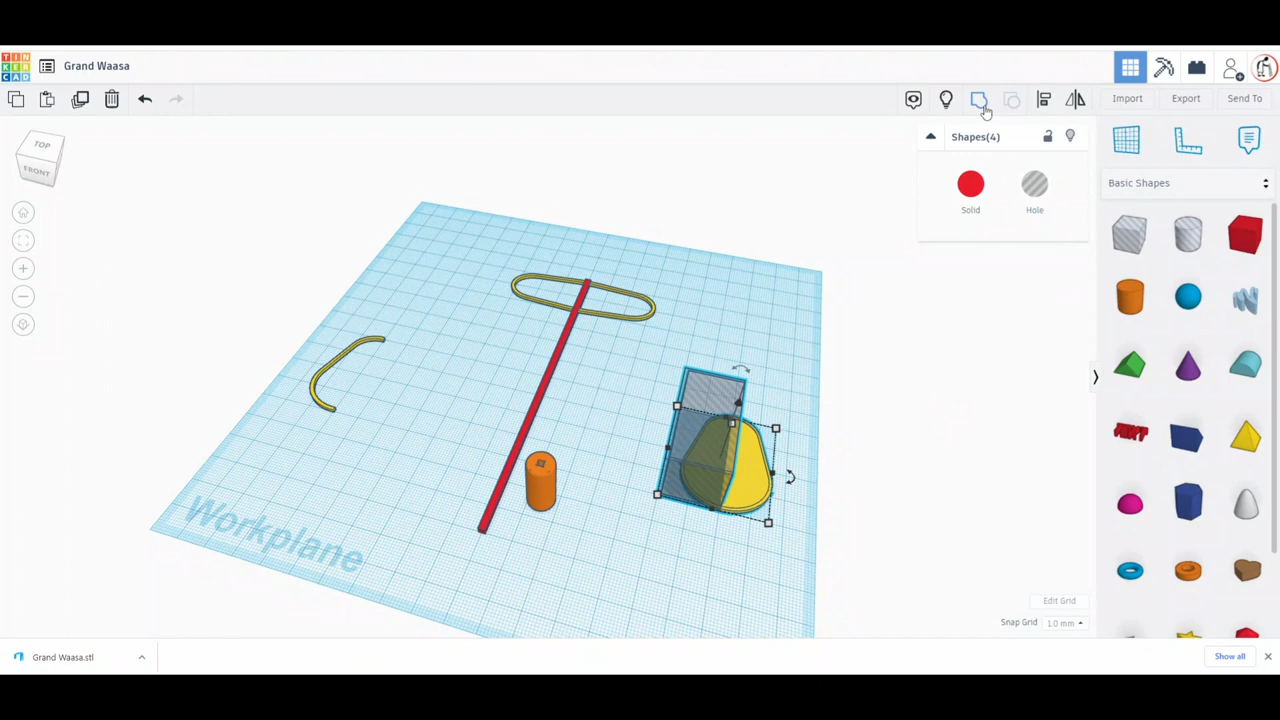 TIN
KER
CAD
Grand Waasa
Import
Export
Send To
TOP
FRONT
Shapes(4)
Solid
Hole
Basic Shapes
TEXT
Workplane
Edit Grid
Snap Grid
1.0 mm
Grand Waasa.stl
Show all